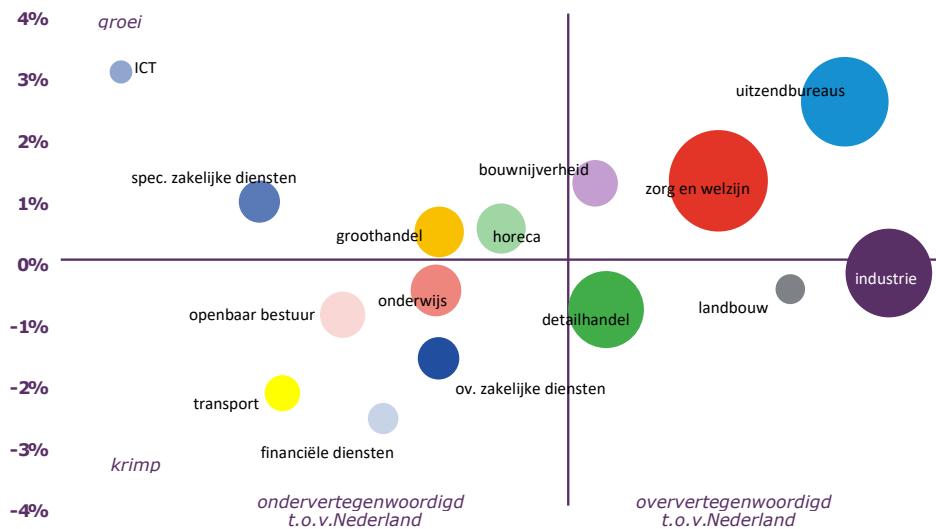 4%
groei
ICT
3%
uitzendbureaus
2%
bouwnijverheid
spec. zakelijke diensten
zorg en welzijn
1%
groothandel
horeca
0%
industrie
onderwijs
landbouw
openbaar bestuur
detailhandel
-1%
-2%
ov. zakelijke diensten
transport
-3%
financiële diensten
krimp
ondervertegenwoordigd
t.o.v.Nederland
oververtegenwoordigd
t.o.v.Nederland
-4%